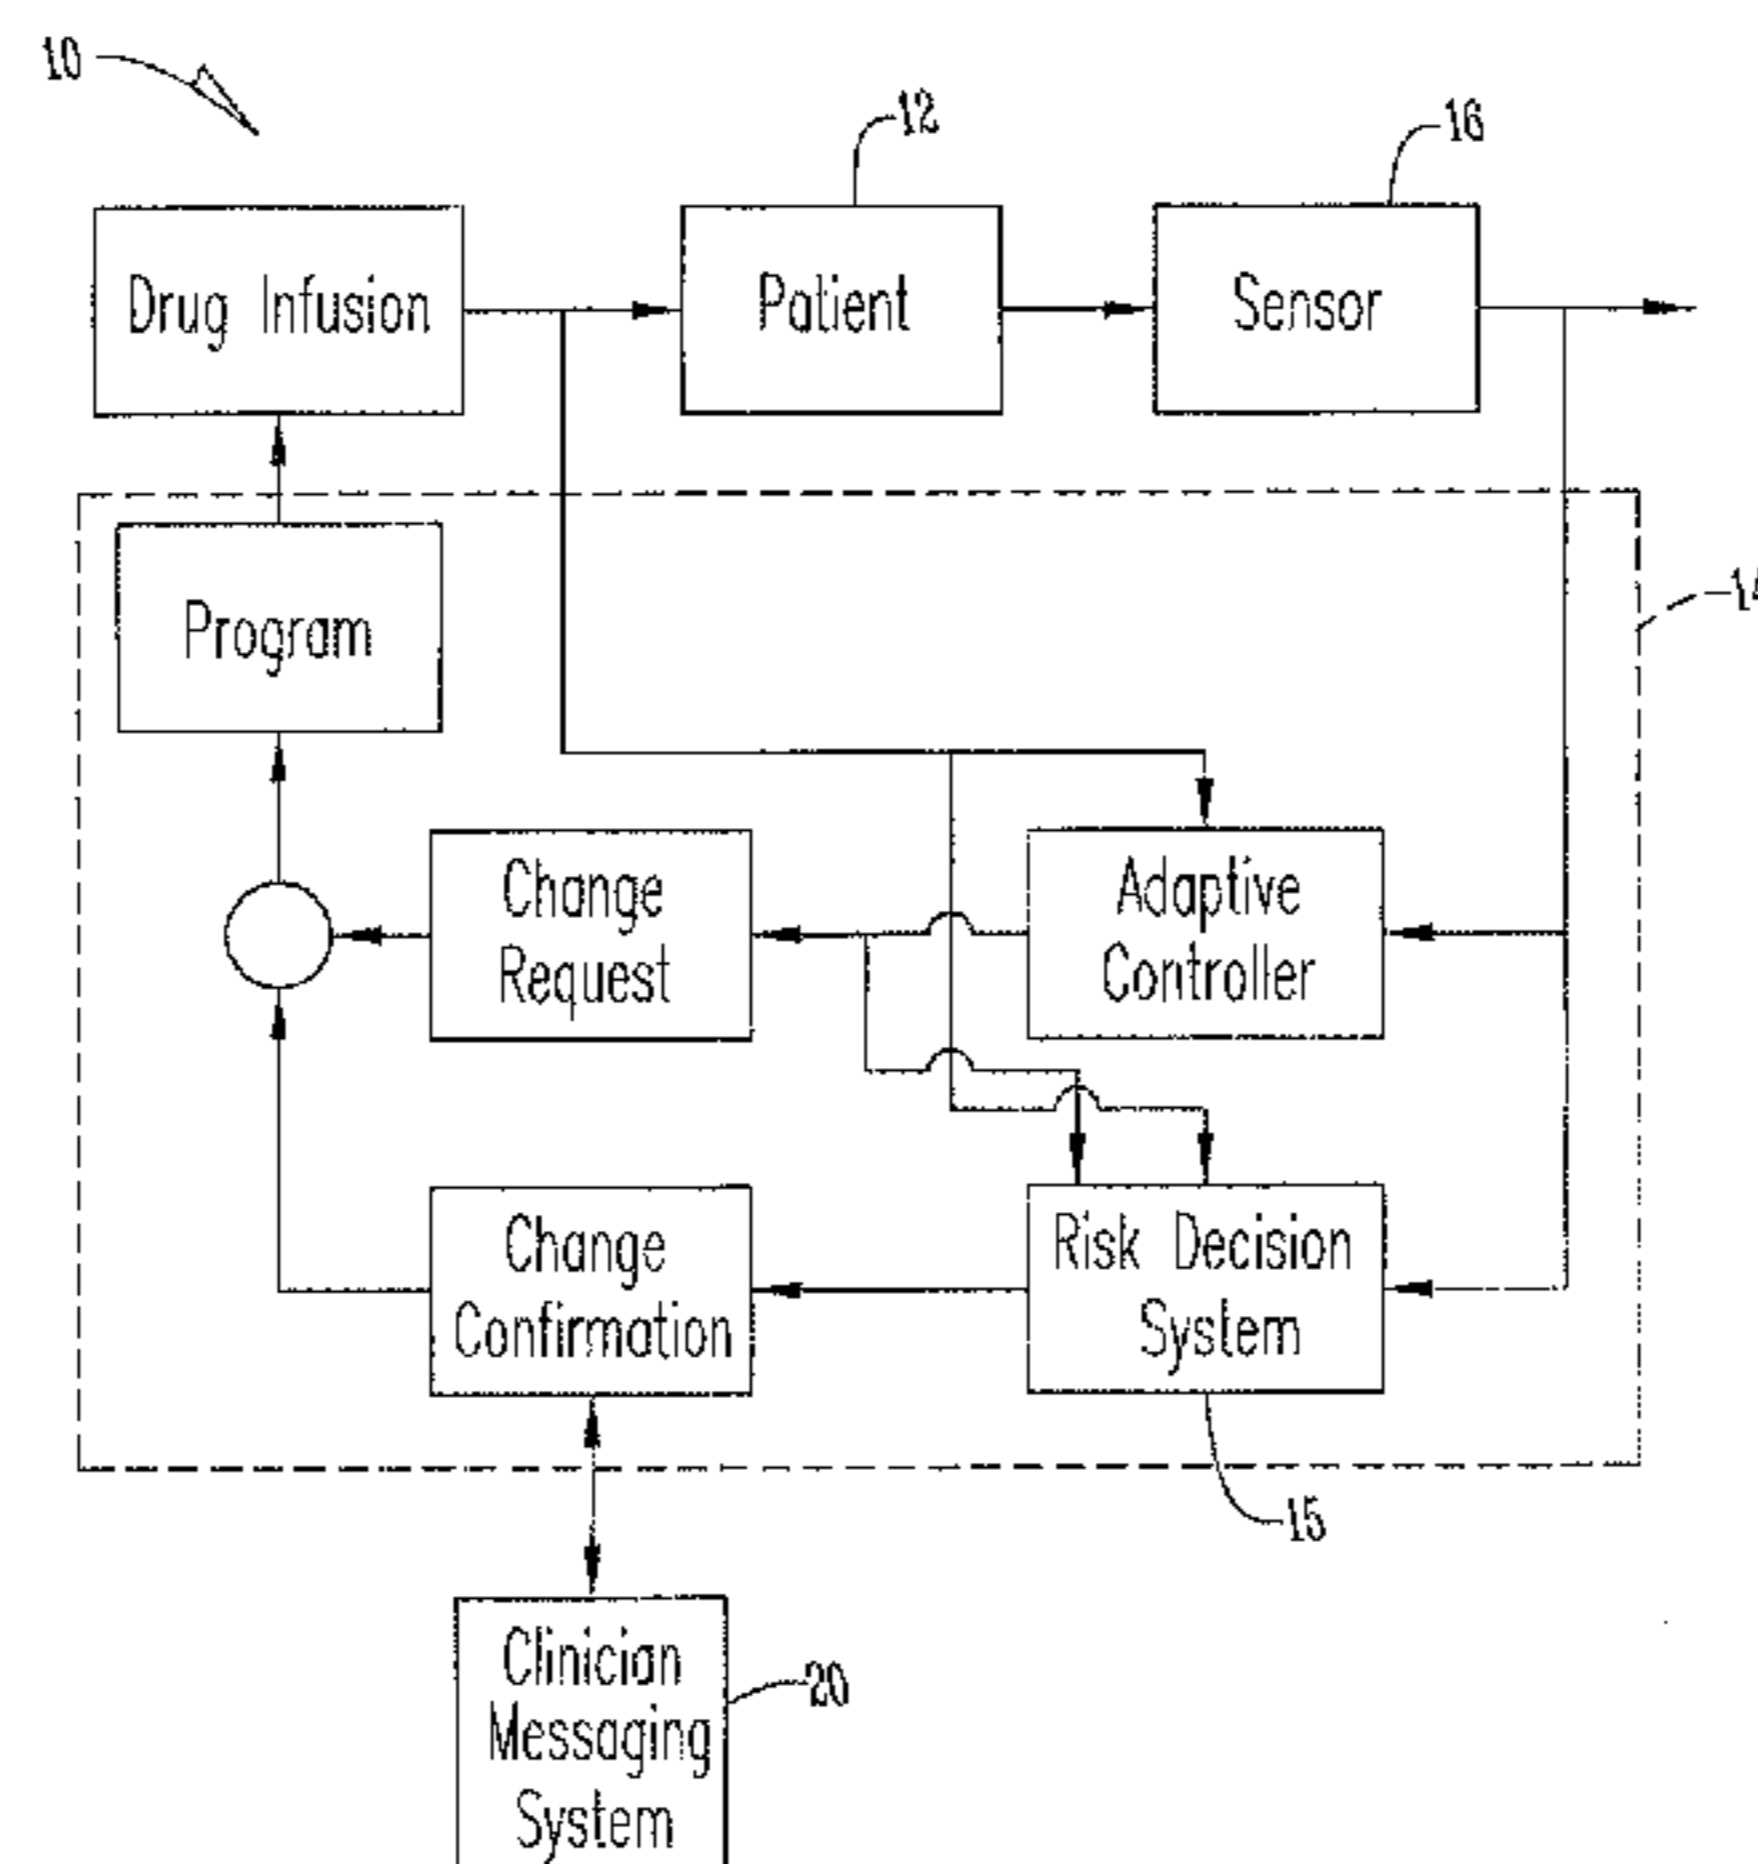 10
12
16
Drug Infusion
Patient
Sensor
Program
14
Change
Request
Adaptive
Controller
Change
Confirmation
Risk Decision
System
15
Clinician
Messaging
System
20